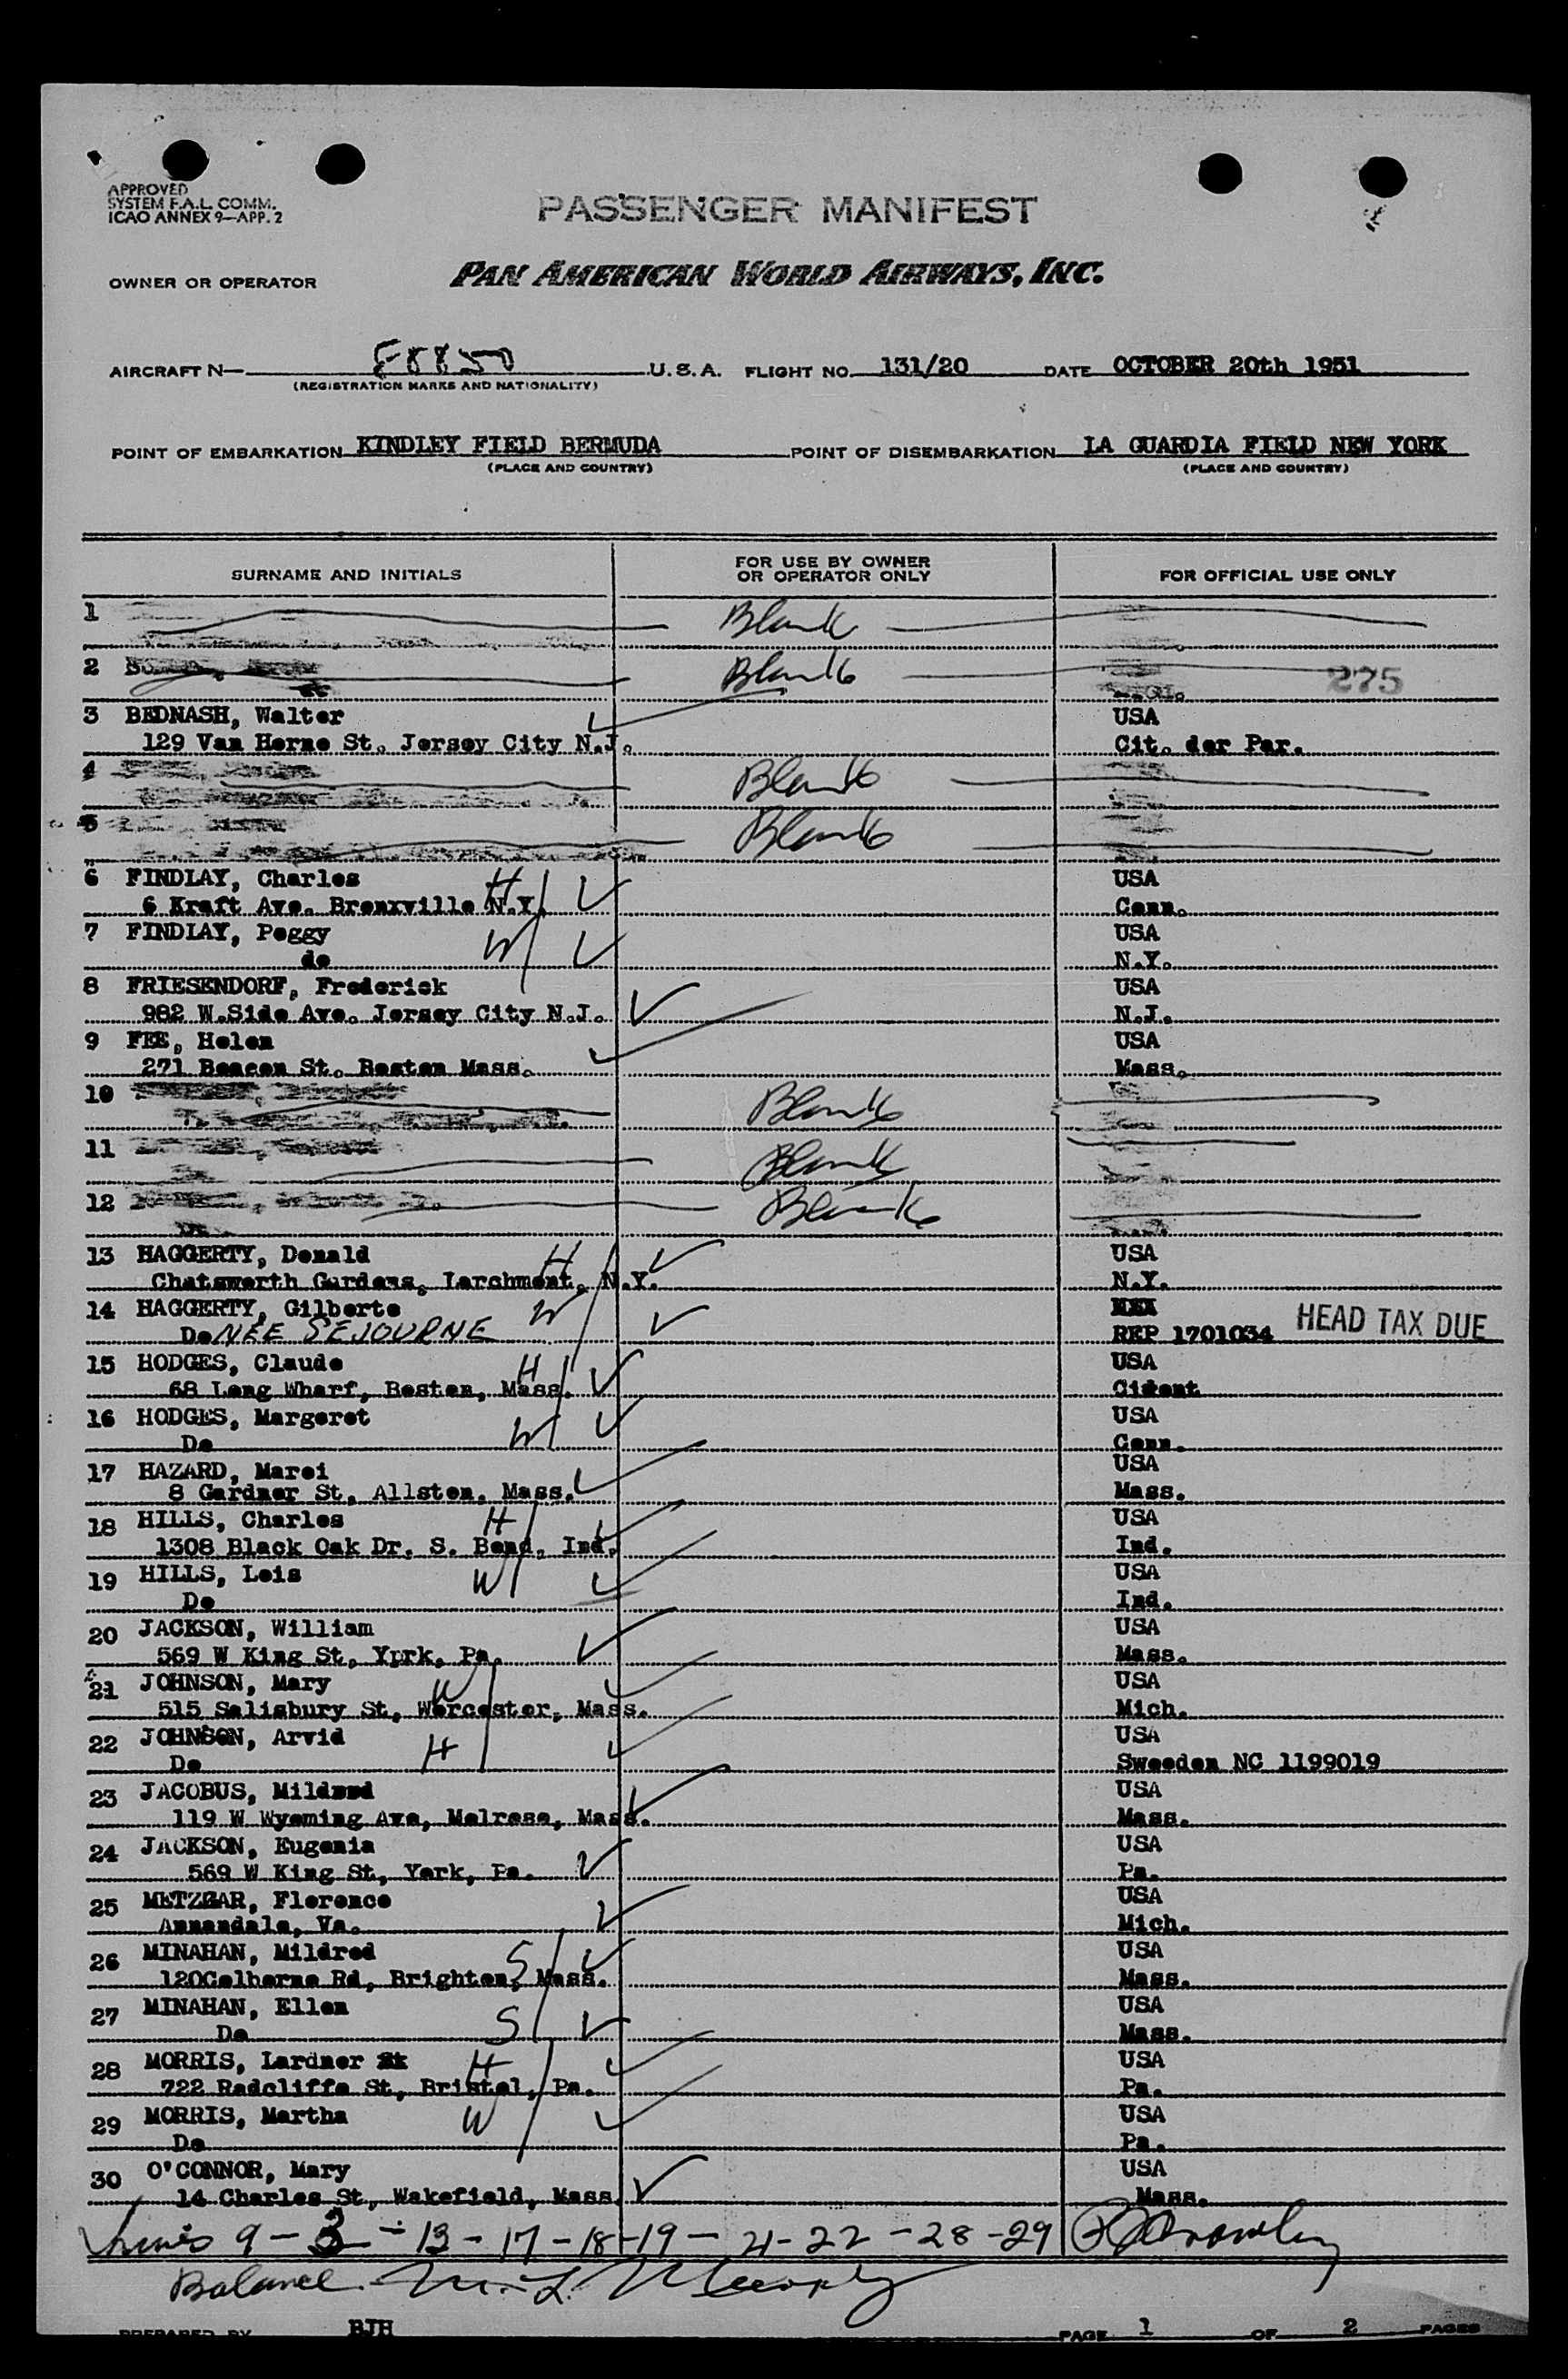 APPROVED
SYSTEM F.A.L. COMM.
ICAO ANNEX 9—APP. 2
PASSENGER MANIFEST
OWNER OR OPERATOR PAN AMERICAN WORLD AIRWAYS, INC.
AIRCRAFT N— 88850 U.S.A. FLIGHT NO. 131/20 DATE OCTOBER 20th 1951
(REGISTRATION MARKS AND NATIONALITY)
POINT OF EMBARKATION KINDLEY FIELD BERMUDA POINT OF DISEMBARKATION LA GUARDIA FIELD NEW YORK
(PLACE AND COUNTRY) (PLACE AND COUNTRY)
SURNAME AND INITIALS FOR USE BY OWNER OR OPERATOR ONLY FOR OFFICIAL USE ONLY
1 Blank
2 Blank 275
3 BEDNASH, Walter USA
129 Van Horne St. Jersey City N.J. Cit. der Par.
4 Blank
5 Blank
6 FINDLAY, Charles H USA
6 Kraft Ave. Bronxville N.Y. Conn.
7 FINDLAY, Peggy W USA
do N.Y.
8 FRIESENDORF, Frederick USA
982 W.Side Ave. Jersey City N.J. N.J.
9 FEE, Helen USA
271 Beacon St. Boston Mass. Mass.
10 Blank
11 Blank
12 Blank
13 HAGGERTY, Donald H USA
Chatsworth Gardens, Larchmont, N.Y. N.Y.
14 HAGGERTY, Gilberte W MEX
Do NÉE SEJOURNE REP 1701034 HEAD TAX DUE
15 HODGES, Claude H USA
68 Long Wharf, Boston, Mass.
16 HODGES, Margeret W USA
Do Conn.
17 HAZARD, Marei USA
8 Gardner St, Allston, Mass. Mass.
18 HILLS, Charles H USA
1308 Black Oak Dr, S. Bend, Ind. Ind.
19 HILLS, Lois W USA
Do Ind.
20 JACKSON, William USA
569 W King St, Yprk, Pa. Mass.
21 JOHNSON, Mary W USA
515 Salisbury St, Worcester, Mass. Mich.
22 JOHNSON, Arvid H USA
Do Sweeden NC 1199019
23 JACOBUS, Mildred USA
119 W Wyoming Ave, Melrose, Mass. Mass.
24 JACKSON, Eugenia USA
569 W King St, York, Pa. Pa.
25 METZGAR, Florence USA
Annandale, Va. Mich.
26 MINAHAN, Mildred S USA
120Colborne Rd, Brighton, Mass. Mass.
27 MINAHAN, Ellen S USA
Do Mass.
28 MORRIS, Lardner H USA
722 Radcliffe St, Bristol, Pa. Pa.
29 MORRIS, Martha W USA
Do Pa.
30 O'CONNOR, Mary USA
14 Charles St, Wakefield, Mass. Mass.
9 - 3 - 13 - 17 - 18 - 19 - 21 - 22 - 28 - 29
Balance
PREPARED BY BJH PAGE 1 OF 2 PAGES